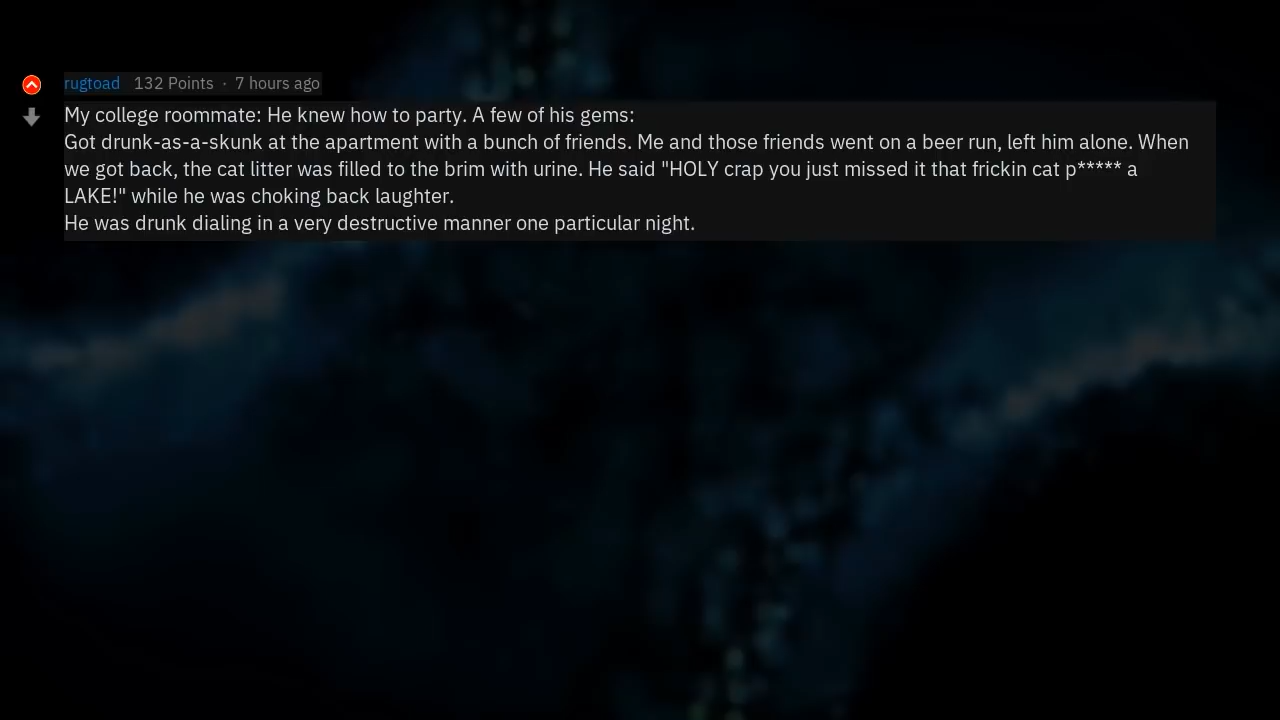 rugtoad 132 Points · 7 hours ago
My college roommate: He knew how to party. A few of his gems:
Got drunk-as-a-skunk at the apartment with a bunch of friends. Me and those friends went on a beer run, left him alone. When
we got back, the cat litter was filled to the brim with urine. He said "HOLY crap you just missed it that frickin cat p***** a
LAKE!" while he was choking back laughter.
He was drunk dialing in a very destructive manner one particular night.